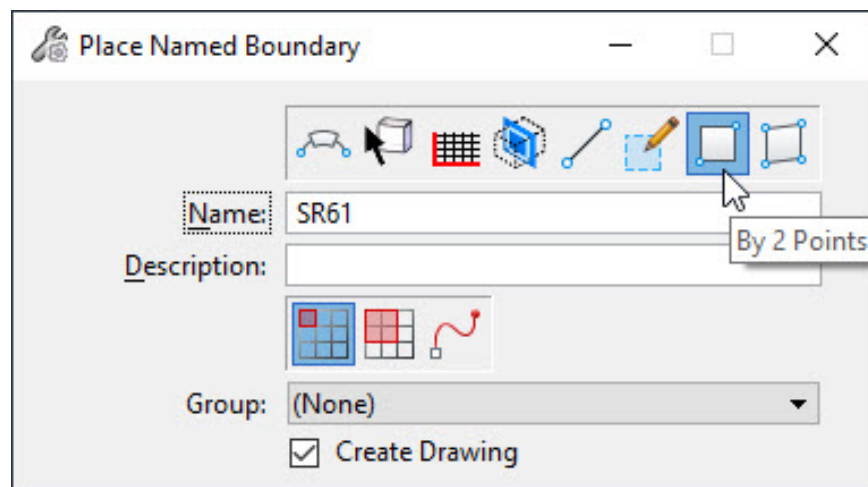 Place Named Boundary
Name: SR61
By 2 Points
Description:
Group: (None)
Create Drawing